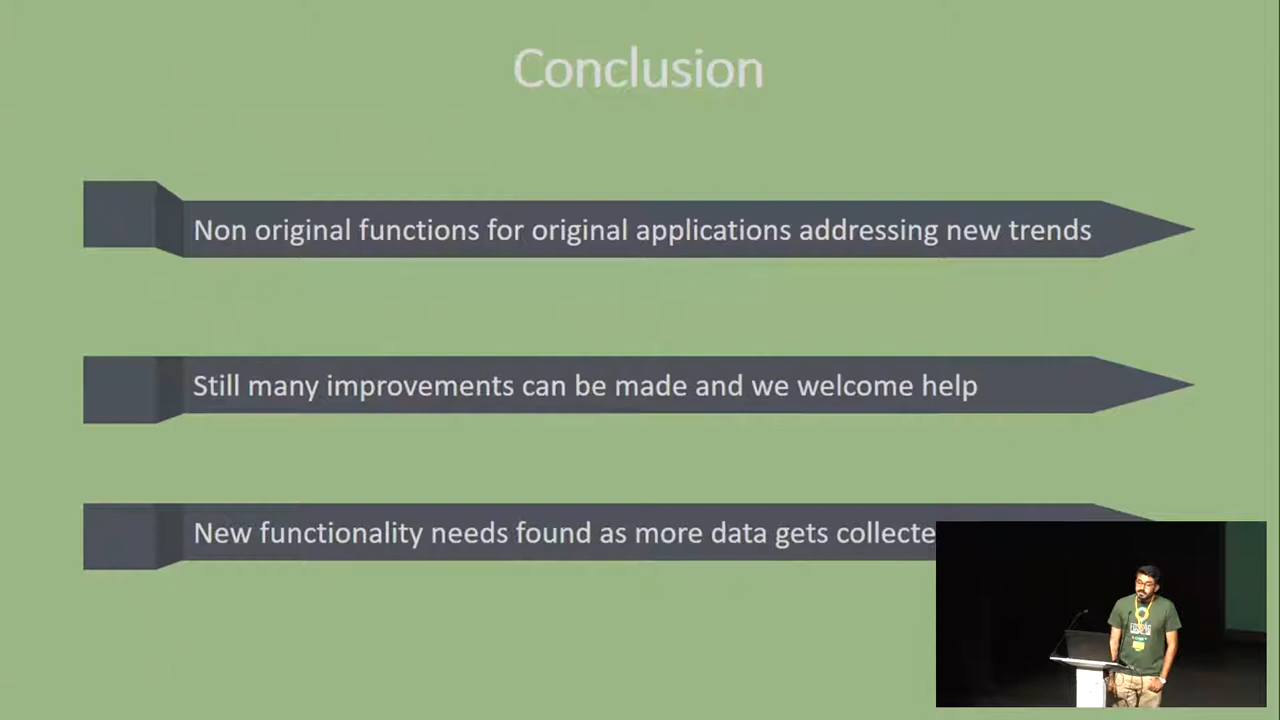 Conclusion
Non original functions for original applications addressing new trends
Still many improvements can be made and we welcome help
New functionality needs found as more data gets collecte